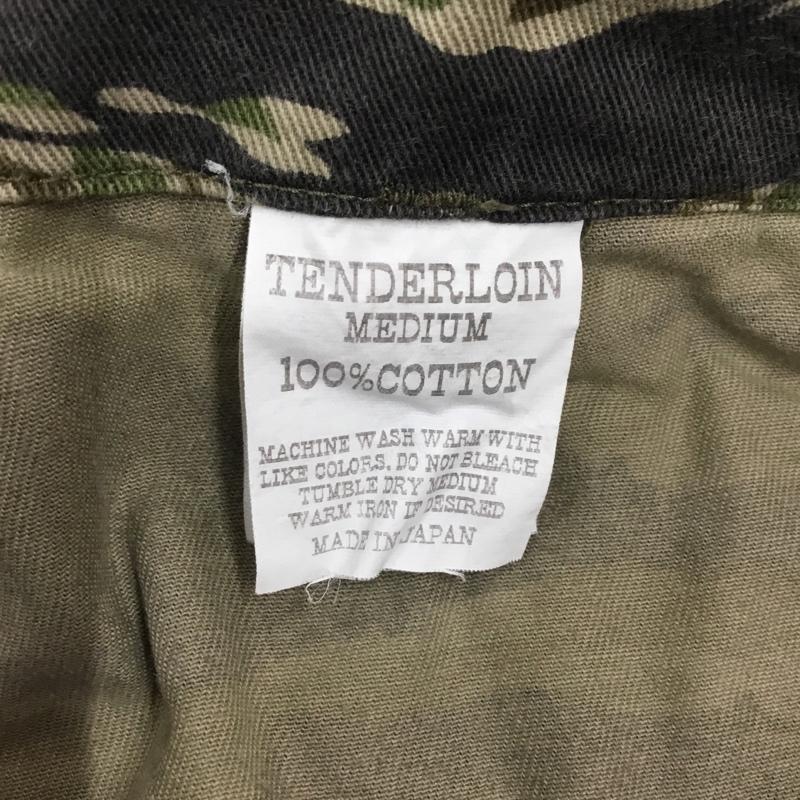 TENDERLOIN
MEDIUM
100%COTTON
MACHINE WASH WARM WITH
LIKE COLORS. DO NOT BLEACH
TUMBLE DRY MEDIUM
WARM IRON IF DESIRED
MADE IN JAPAN